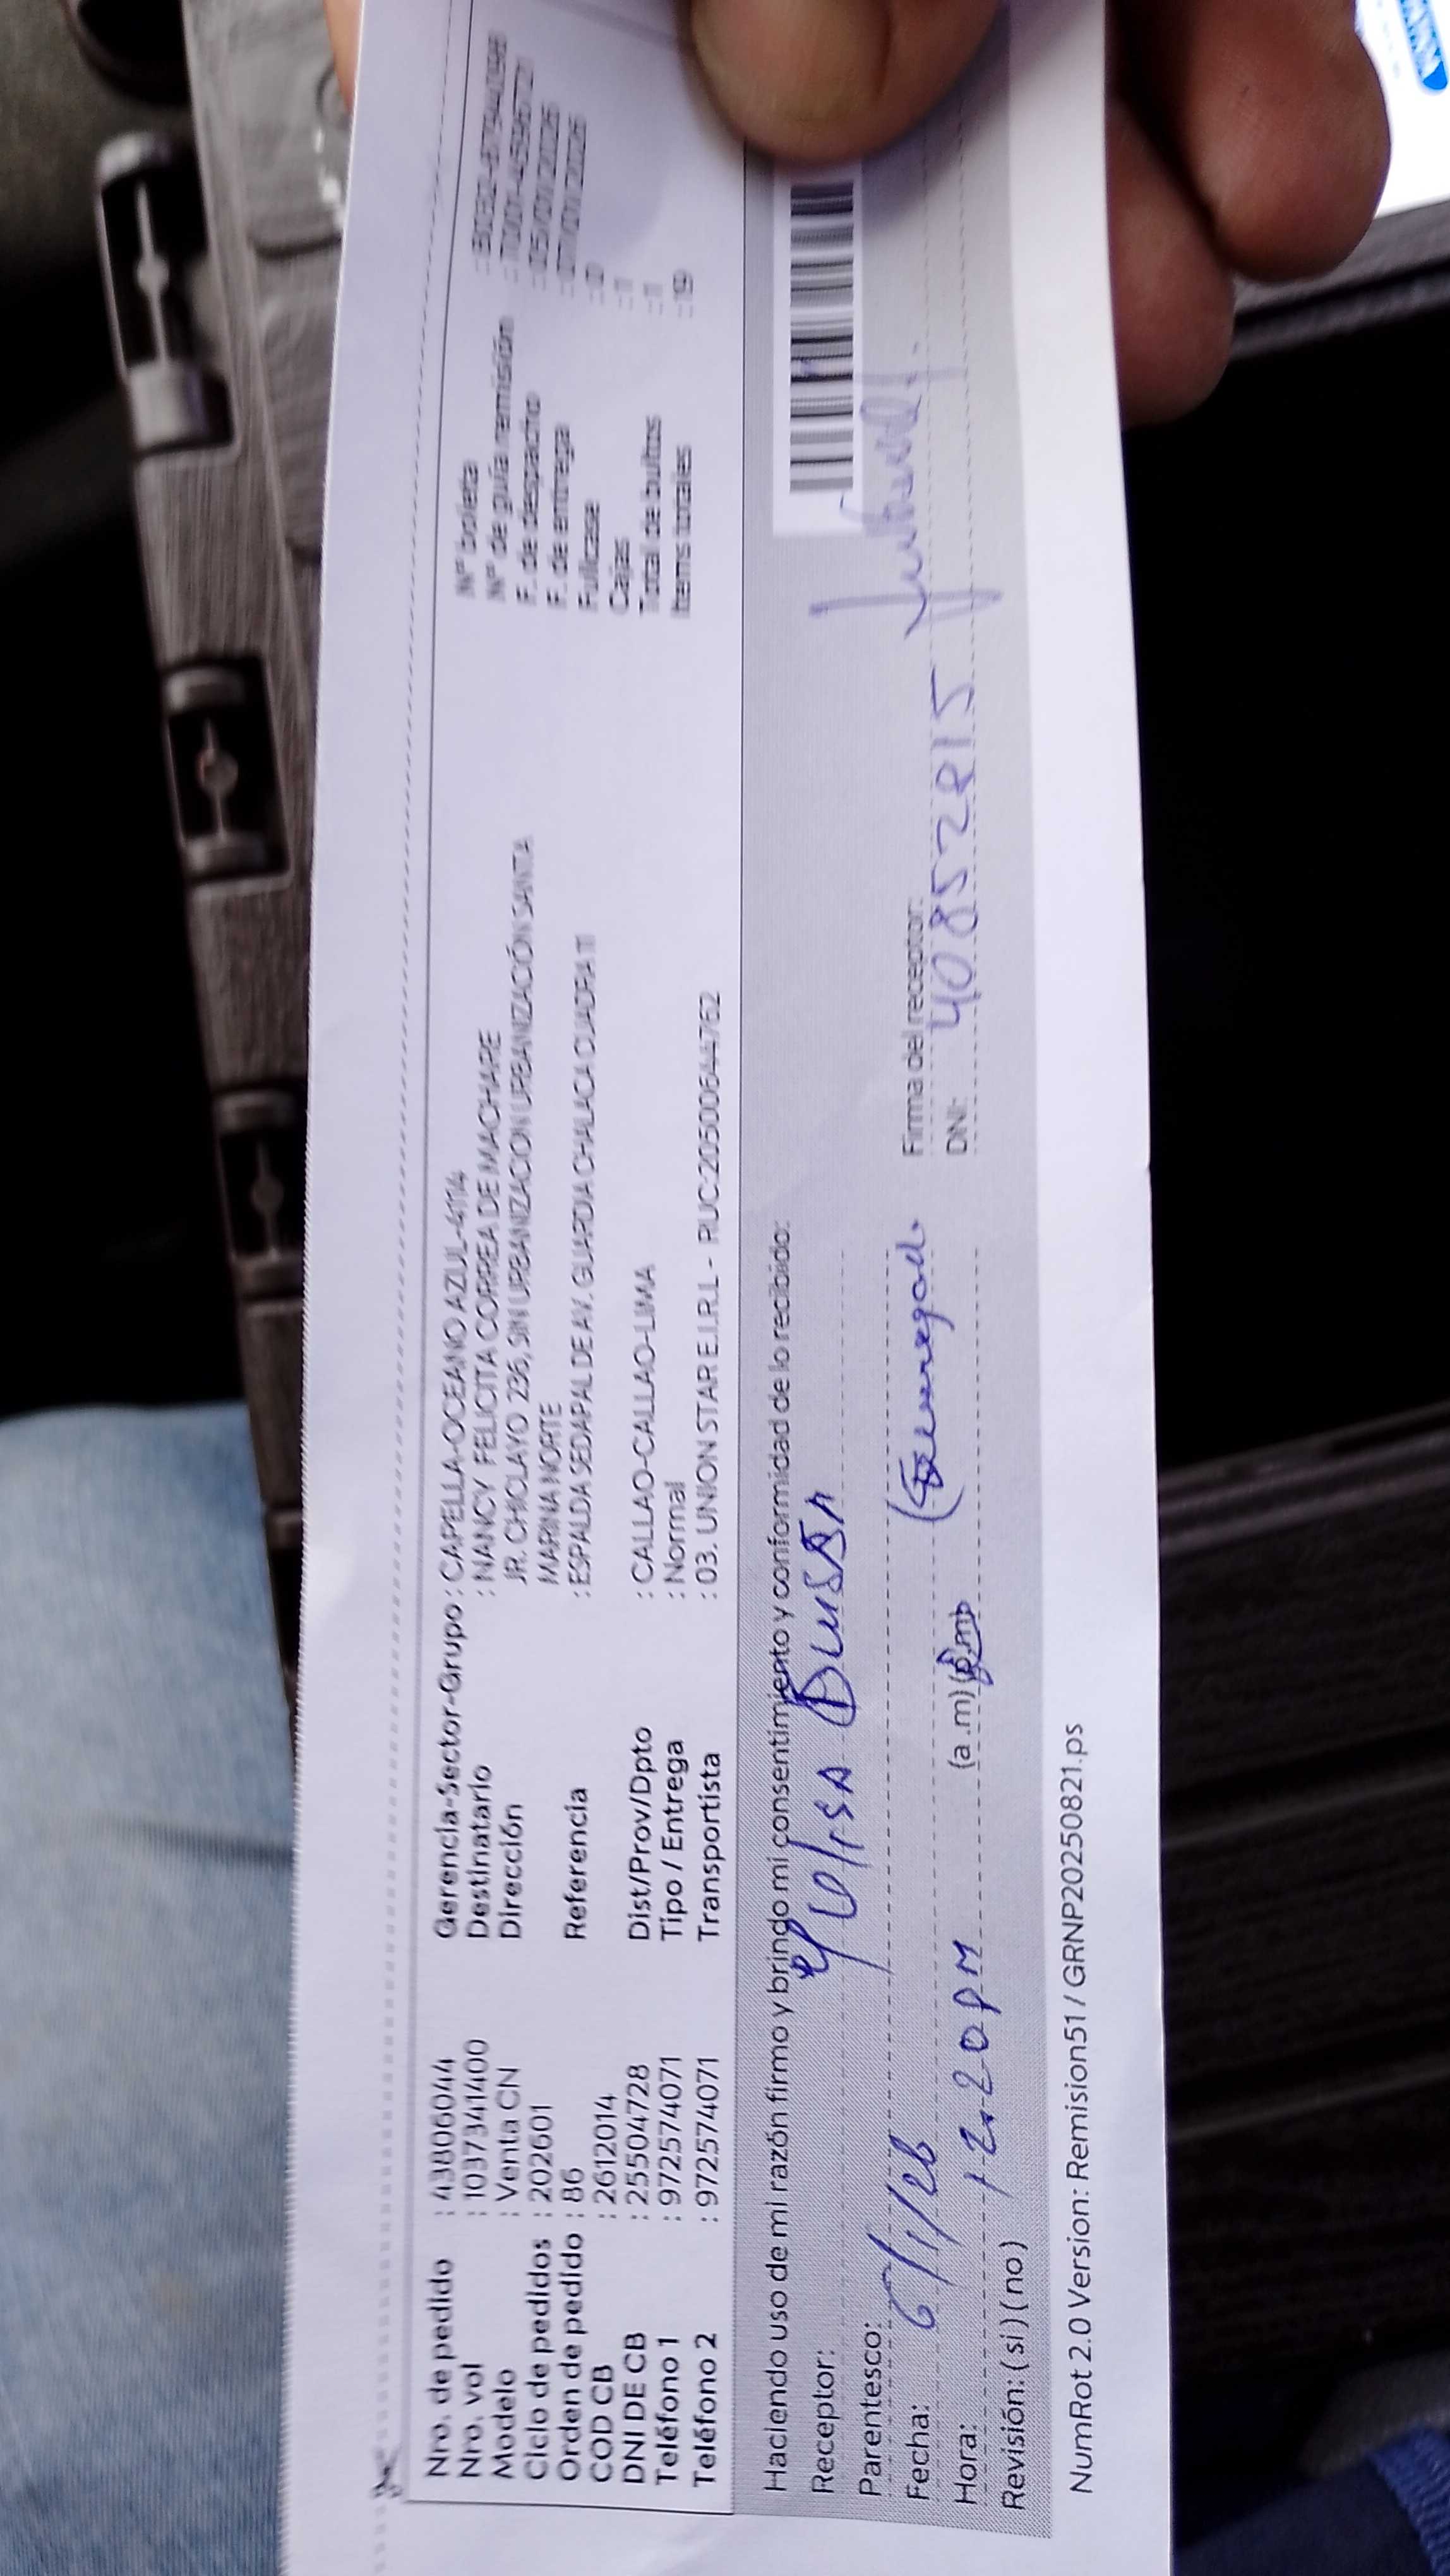 Nro. de pedido : 43806044
Nro. vol : 1037341400
Modelo : Venta CN
Ciclo de pedidos : 202601
Orden de pedido : 86
COD CB : 2612014
DNI DE CB : 25504728
Teléfono 1 : 972574071
Teléfono 2 : 972574071
Gerencia-Sector-Grupo : CAPELLA-OCEANO AZUL-4114
Destinatario : NANCY FELICITA CORREA DE MACHARE
Dirección JR. CHICLAYO 236, SIN URBANIZACION URBANIZACIÓN SANTA
MARINA NORTE
Referencia : ESPALDA SEDAPAL DE AV. GUARDIA CHALACA CUADRA 11
Dist/Prov/Dpto : CALLAO-CALLAO-LIMA
Tipo / Entrega : Normal
Transportista : 03. UNION STAR E.I.R.L - RUC:20500644762
Nº boleta
Nº de guía remisión
F. de despacho : 05/01/2026
F. de entrega
Fullcase : 0
Cajas : 1
Total de bultos : 1
Items totales : 19
Haciendo uso de mi razón firmo y bringo mi consentimiento y conformidad de lo recibido:
Receptor:
Parentesco:
Fecha: 6/1/26
Hora: 12:20 PM (a .m) (p.m)
Revisión: ( si ) ( no )
Firma del receptor:
DNI:
NumRot 2.0 Version: Remision51 / GRNP20250821.ps